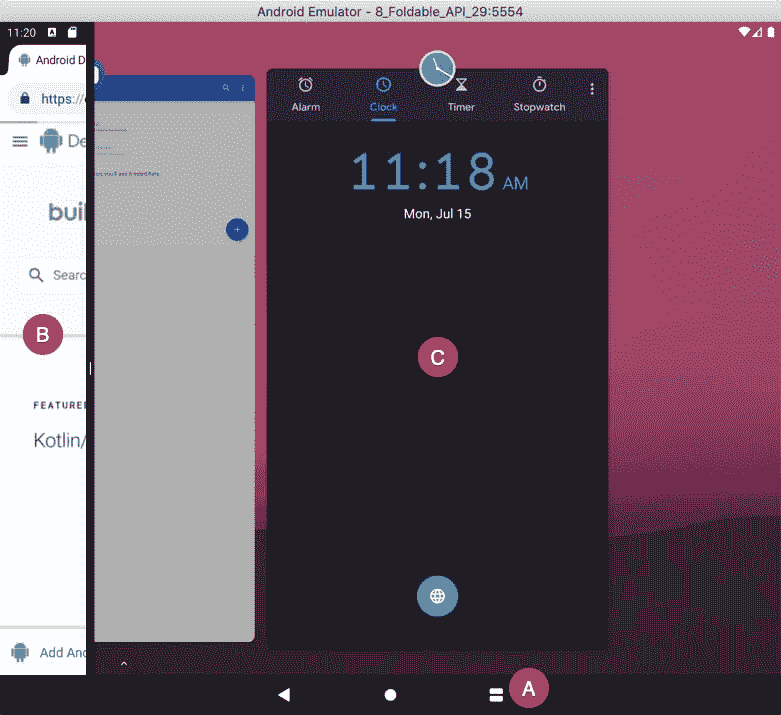 Android Emulator - 8_Foldable_API_29:5554
11:20
Android D
https://
De
buil
Searc
B
FEATURE
Kotlin/
Add And
Alarm
Clock
Timer
Stopwatch
11:18 AM
Mon, Jul 15
C
A